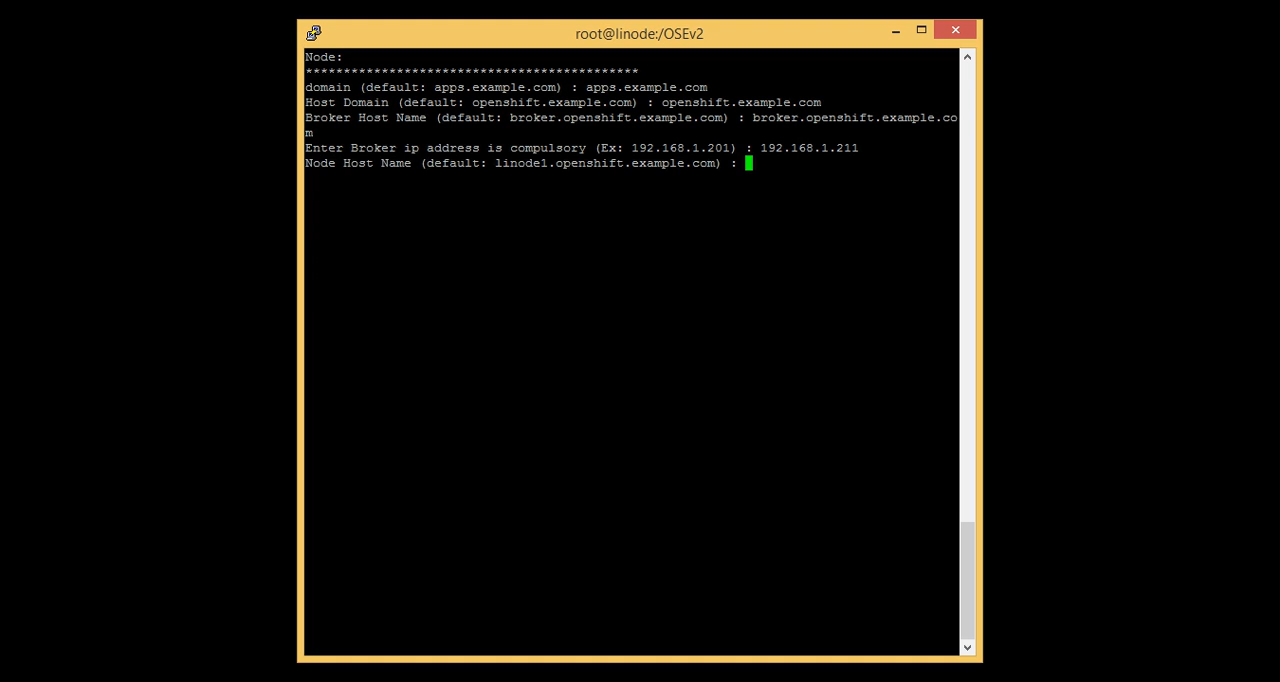 root@linode:/OSEv2
Node:
********************************************
domain (default: apps.example.com) : apps.example.com
Host Domain (default: openshift.example.com) : openshift.example.com
Broker Host Name (default: broker.openshift.example.com) : broker.openshift.example.co
m
Enter Broker ip address is compulsory (Ex: 192.168.1.201) : 192.168.1.211
Node Host Name (default: linode1.openshift.example.com) :